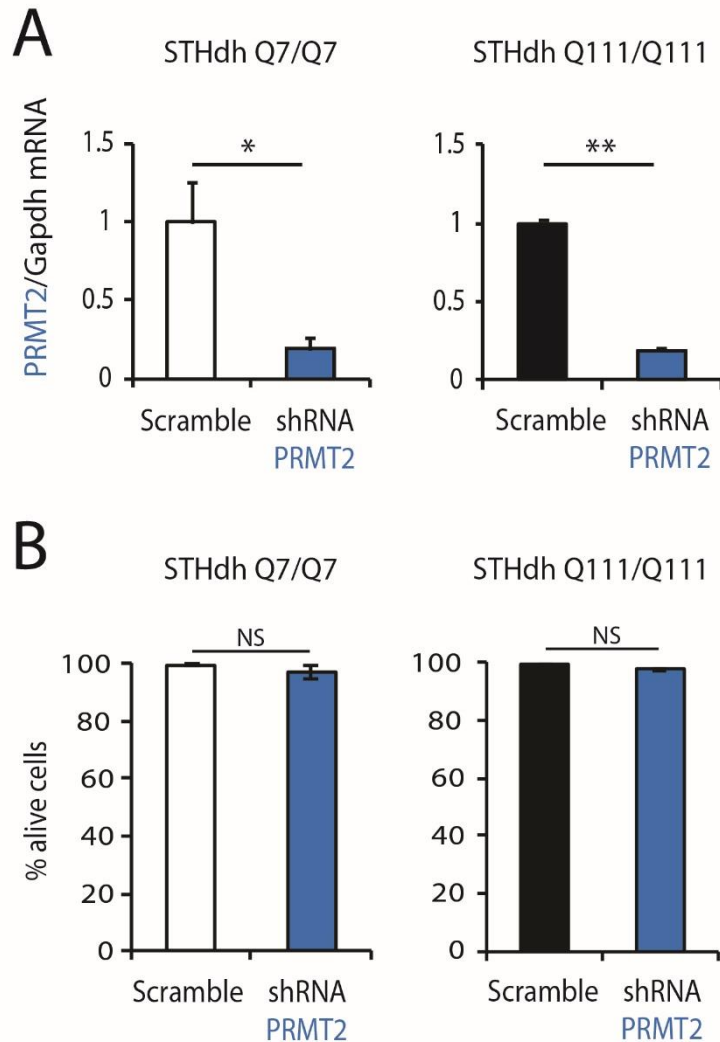 A
STHdh Q7/Q7
STHdh Q111/Q111
PRMT2/Gapdh mRNA
1.5
1
0.5
0
*
Scramble
shRNA
PRMT2
1.5
1
0.5
0
**
Scramble
shRNA
PRMT2
B
STHdh Q7/Q7
STHdh Q111/Q111
% alive cells
100
80
60
40
20
0
NS
Scramble
shRNA
PRMT2
100
80
60
40
20
0
NS
Scramble
shRNA
PRMT2